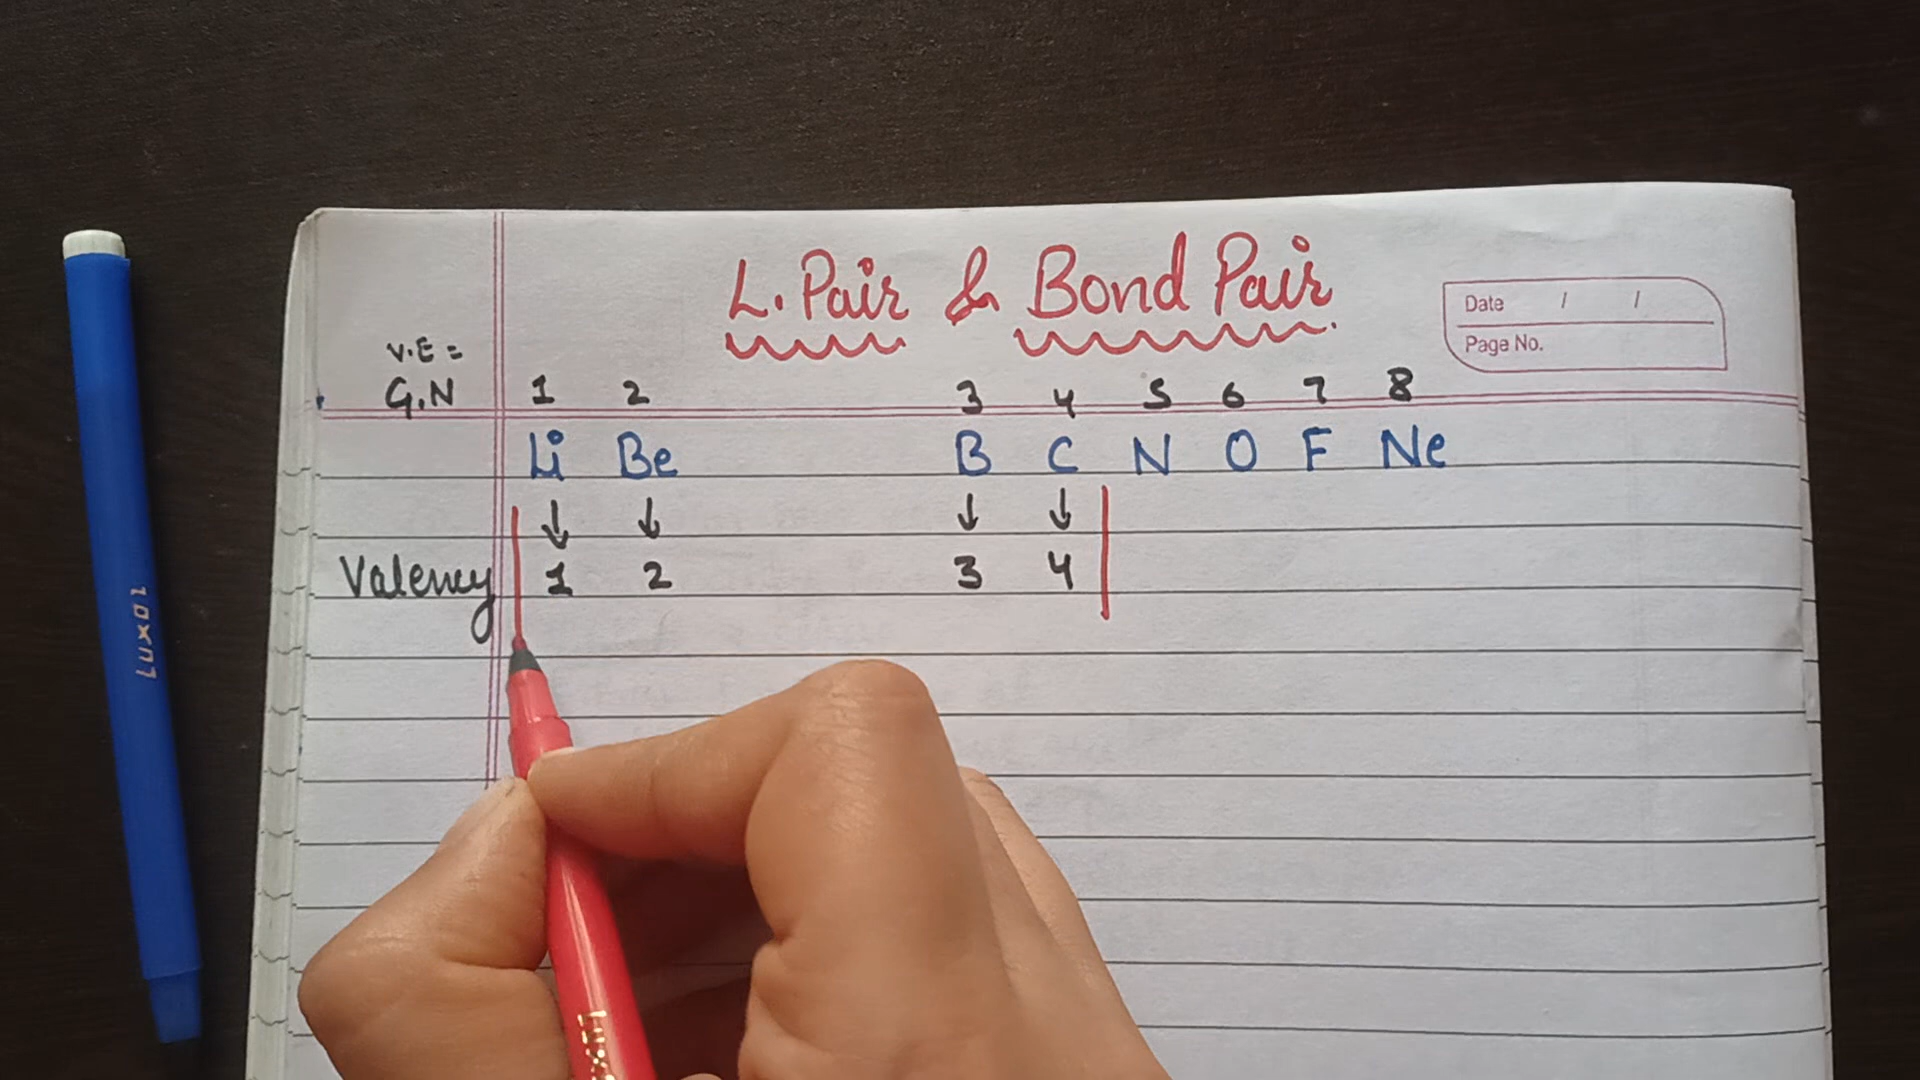 L. Pair & Bond Pair
Date / /
Page No.
V.E =
G.N 1 2 3 4 5 6 7 8
Li Be B C N O F Ne
↓ ↓ ↓ ↓
Valency 1 2 3 4
Luxor